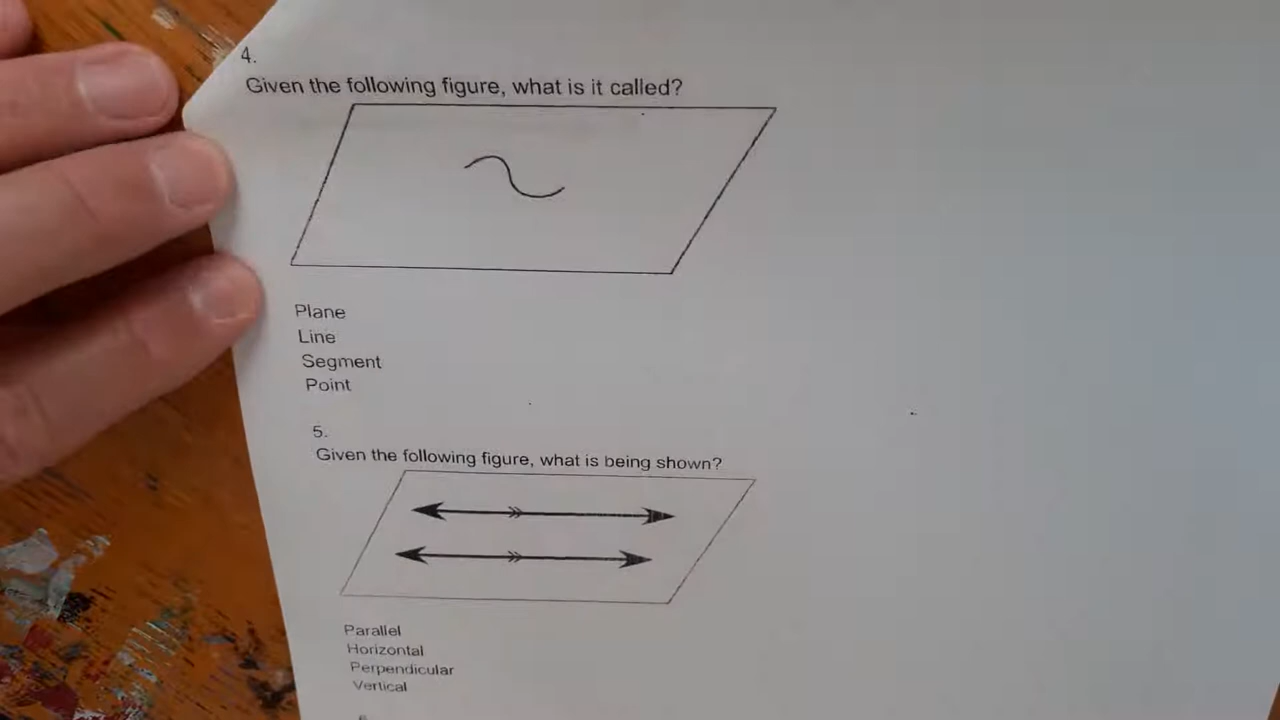 4.
Given the following figure, what is it called?
Plane
Line
Segment
Point
5.
Given the following figure, what is being shown?
Parallel
Horizontal
Perpendicular
Vertical